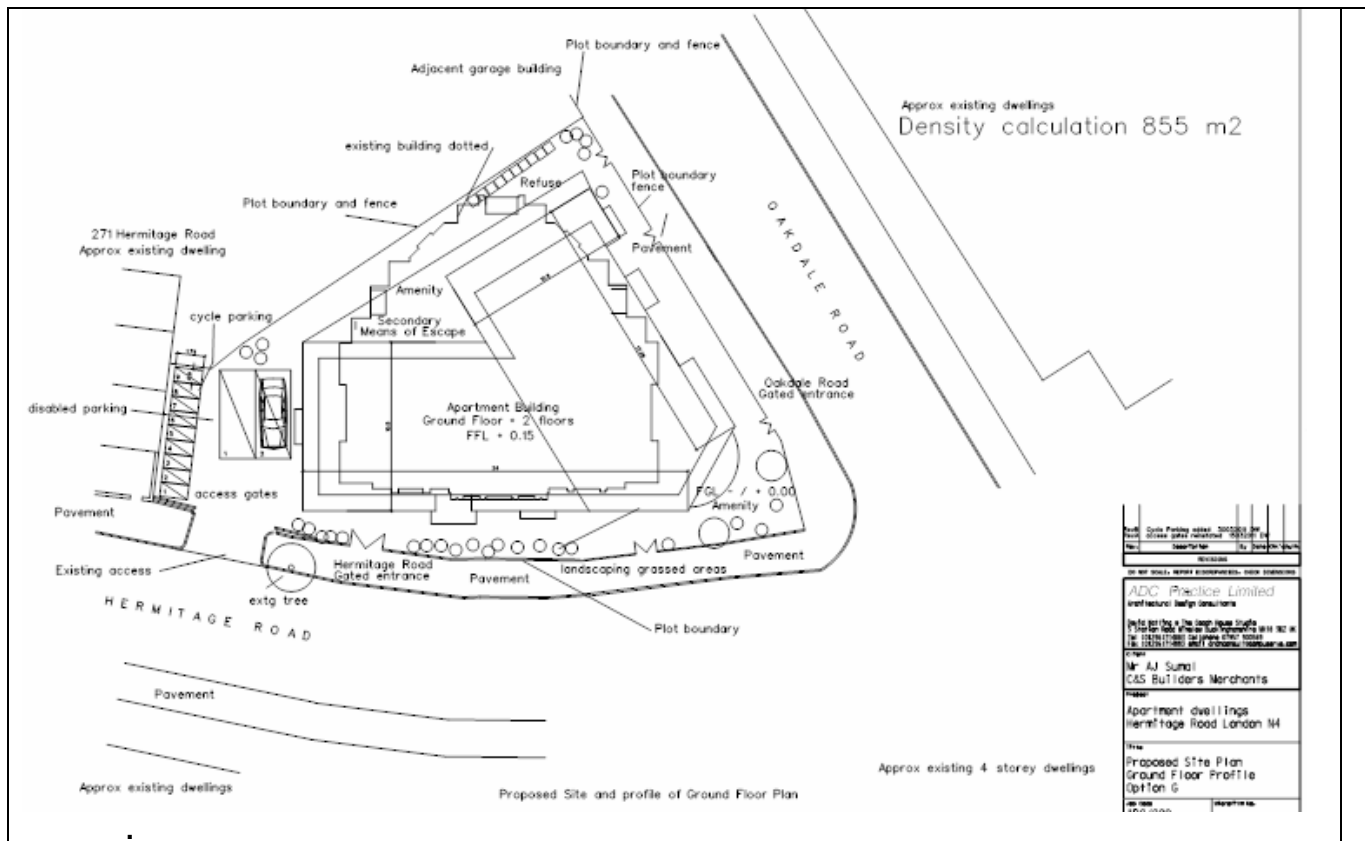 Plot boundary and fence
Adjacent garage building
Approx existing dwellings
Density calculation 855 m2
existing building dotted
Refuse
Plot boundary
fence
Plot boundary and fence
OAKDALE ROAD
271 Hermitage Road
Approx existing dwelling
Pavement
Amenity
cycle parking
Secondary
Means of Escape
Oakdale Road
Gated entrance
disabled parking
Apartment Building
Ground Floor + 2 floors
FFL + 0.15
access gates
FGL - / + 0.00
Amenity
Pavement
Existing access
Hermitage Road
Gated entrance
Pavement
landscaping grassed areas
Pavement
extg tree
HERMITAGE ROAD
Plot boundary
Pavement
Approx existing dwellings
Approx existing 4 storey dwellings
Proposed Site and profile of Ground Floor Plan
REVISIONS
ADC Practice Limited
Architectural Design Consultants
Mr AJ Sumal
C&S Builders Merchants
Apartment dwellings
Hermitage Road London N4
Title
Proposed Site Plan
Ground Floor Profile
Option G